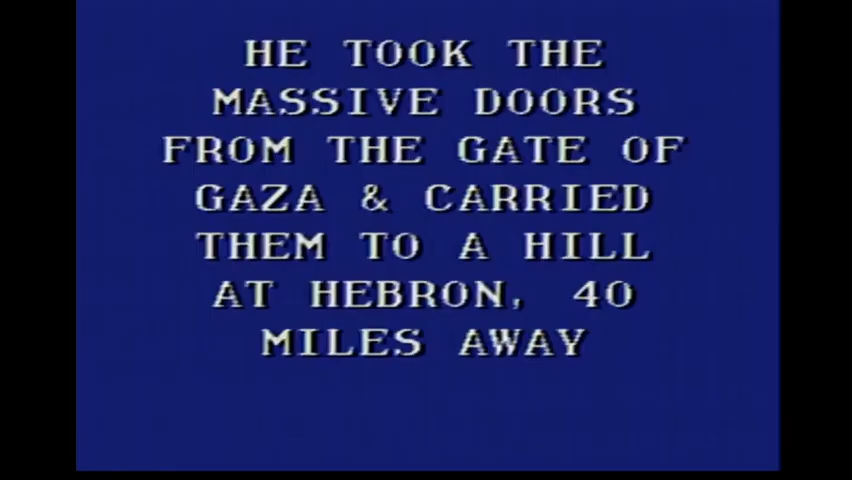 HE TOOK THE
MASSIVE DOORS
FROM THE GATE OF
GAZA & CARRIED
THEM TO A HILL
AT HEBRON, 40
MILES AWAY